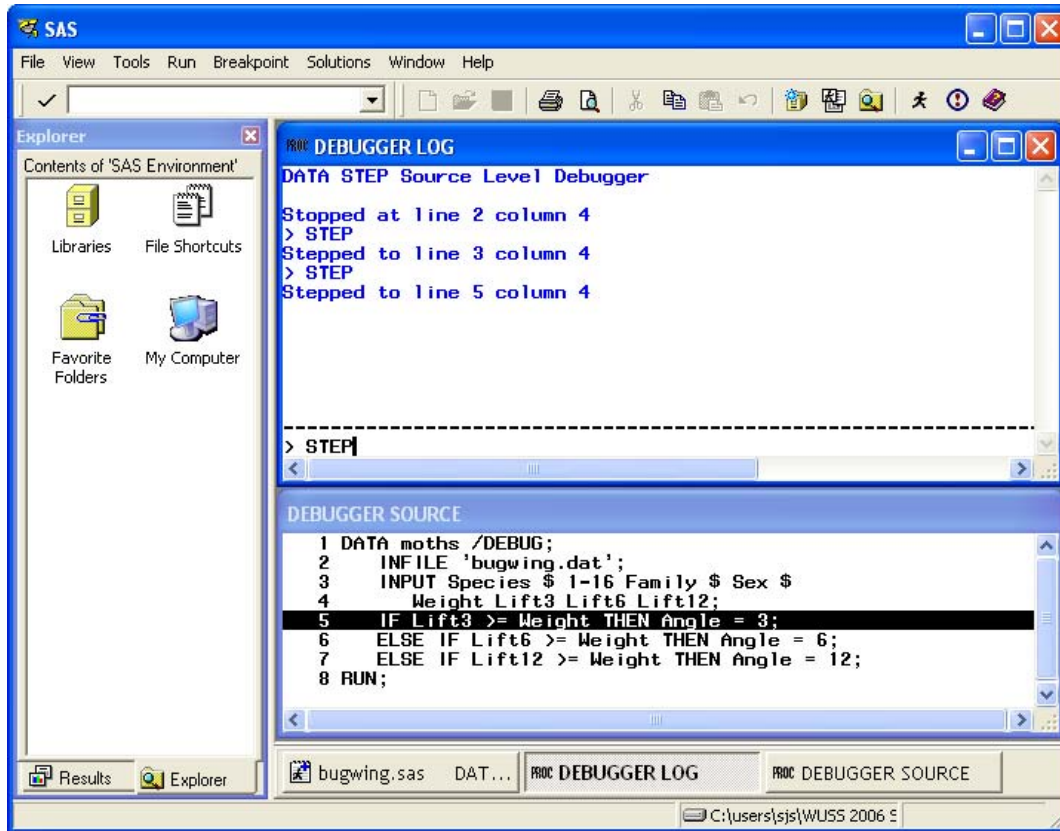 SAS
File View Tools Run Breakpoint Solutions Window Help
Explorer
Contents of 'SAS Environment'
Libraries
File Shortcuts
Favorite Folders
My Computer
PROC DEBUGGER LOG
DATA STEP Source Level Debugger
Stopped at line 2 column 4
> STEP
Stepped to line 3 column 4
> STEP
Stepped to line 5 column 4
> STEP
DEBUGGER SOURCE
1 DATA moths /DEBUG;
2 INFILE 'bugwing.dat';
3 INPUT Species $ 1-16 Family $ Sex $
4 Weight Lift3 Lift6 Lift12;
5 IF Lift3 >= Weight THEN Angle = 3;
6 ELSE IF Lift6 >= Weight THEN Angle = 6;
7 ELSE IF Lift12 >= Weight THEN Angle = 12;
8 RUN;
Results Explorer
bugwing.sas DAT... PROC DEBUGGER LOG PROC DEBUGGER SOURCE
C:\users\sjs\WUSS 2006